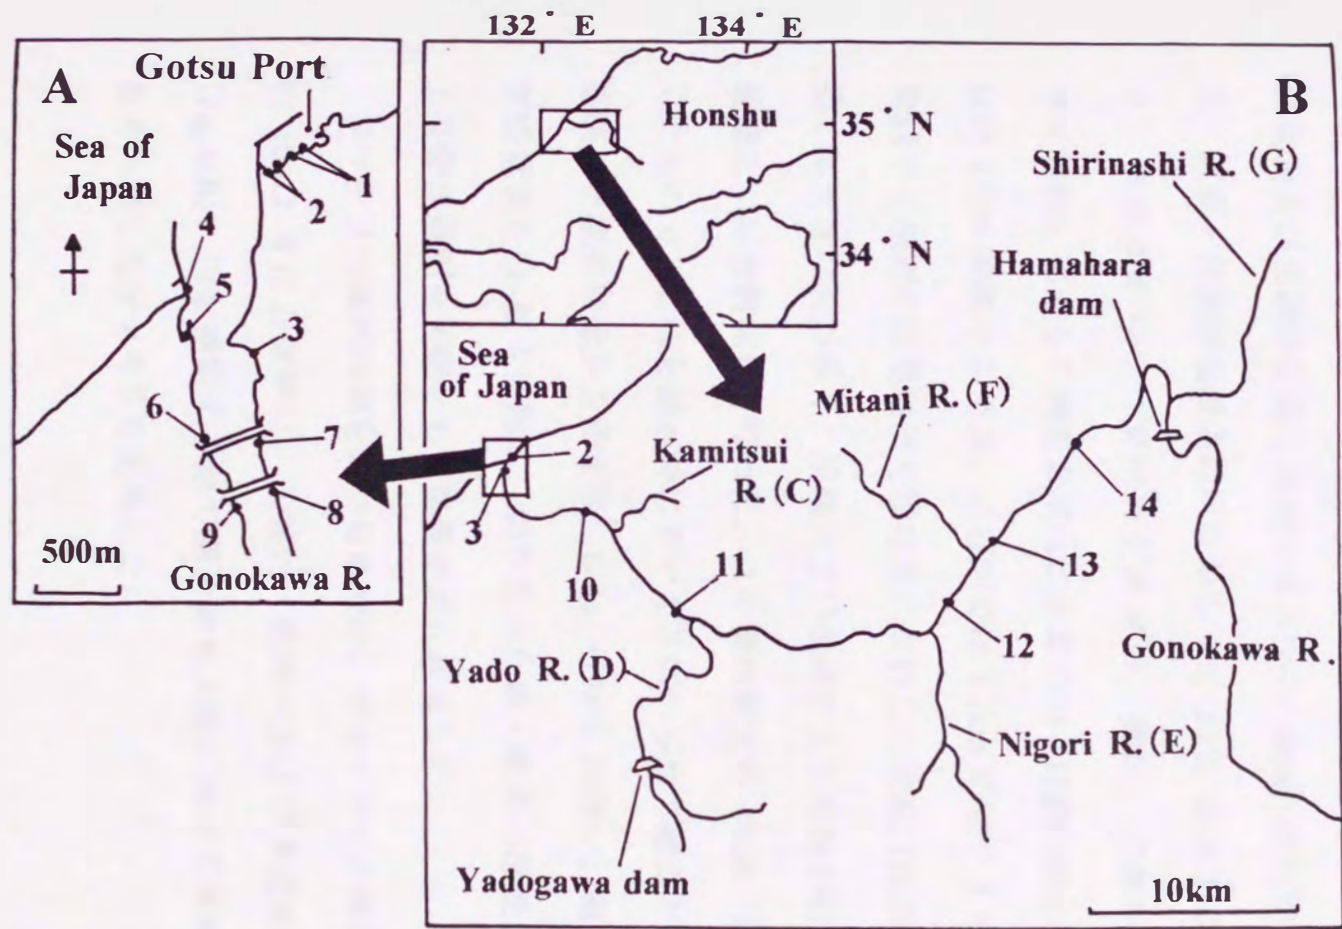 132° E
134° E
A
Gotsu Port
Sea of
Japan
1
2
3
4
5
6
7
8
9
500m
Gonokawa R.
Honshu
35° N
34° N
B
Shirinashi R. (G)
Hamahara
dam
Sea
of Japan
Mitani R. (F)
Kamitsui
R. (C)
2
3
10
11
12
13
14
Yado R. (D)
Gonokawa R.
Nigori R. (E)
Yadogawa dam
10km